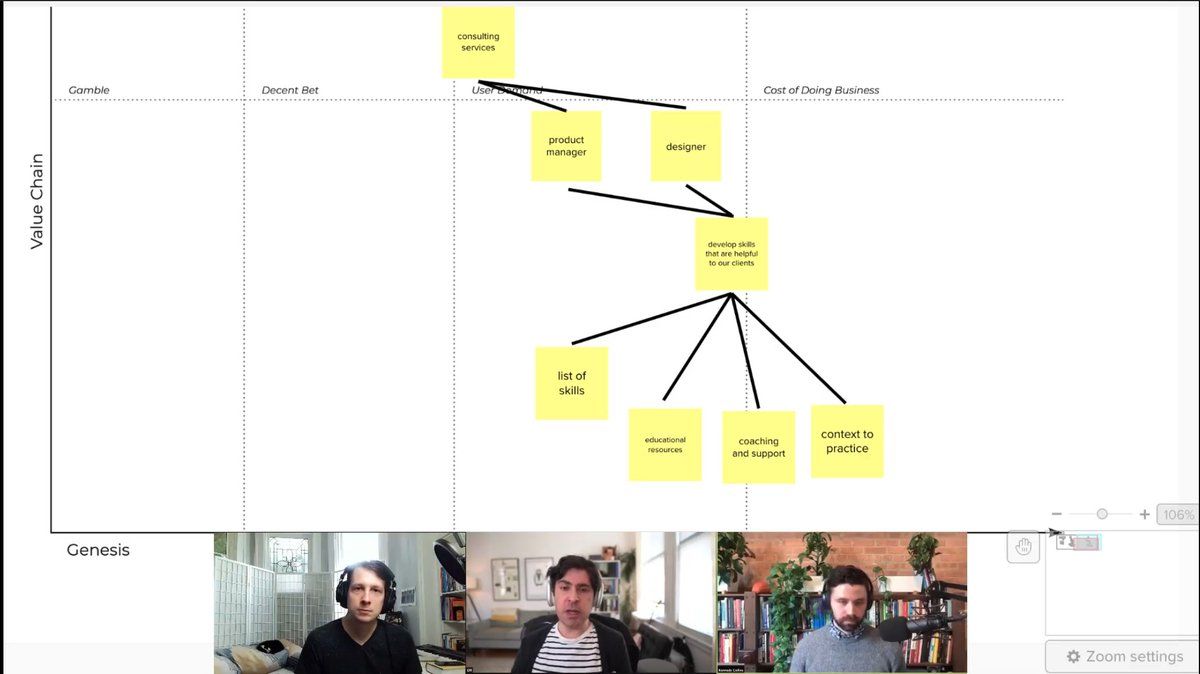 consulting
services
Gamble
Decent Bet
User Demand
Cost of Doing Business
Value Chain
product
manager
designer
develop skills
that are helpful
to our clients
list of
skills
educational
resources
coaching
and support
context to
practice
106%
Genesis
Zoom settings